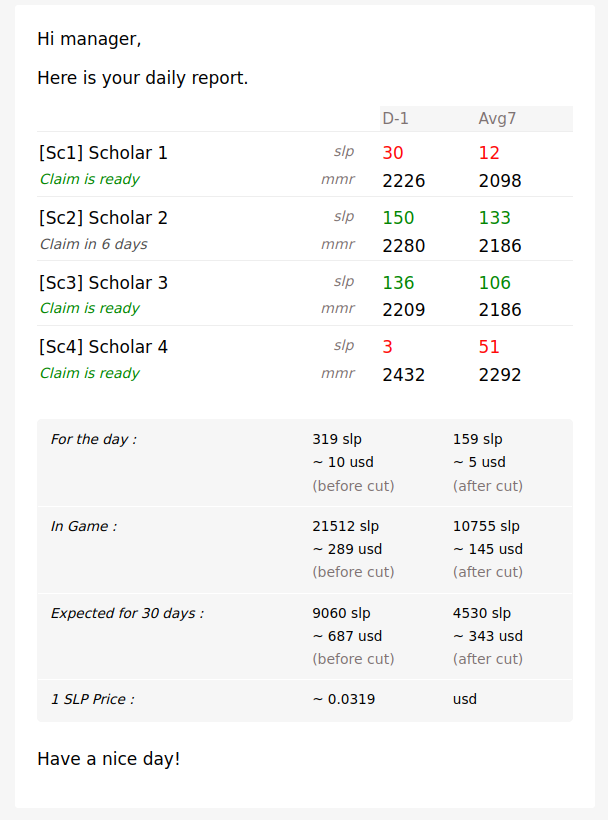 Hi manager,
Here is your daily report.
D-1 Avg7
[Sc1] Scholar 1 slp 30 12
Claim is ready mmr 2226 2098
[Sc2] Scholar 2 slp 150 133
Claim in 6 days mmr 2280 2186
[Sc3] Scholar 3 slp 136 106
Claim is ready mmr 2209 2186
[Sc4] Scholar 4 slp 3 51
Claim is ready mmr 2432 2292
For the day : 319 slp 159 slp
~ 10 usd ~ 5 usd
(before cut) (after cut)
In Game : 21512 slp 10755 slp
~ 289 usd ~ 145 usd
(before cut) (after cut)
Expected for 30 days : 9060 slp 4530 slp
~ 687 usd ~ 343 usd
(before cut) (after cut)
1 SLP Price : ~ 0.0319 usd
Have a nice day!